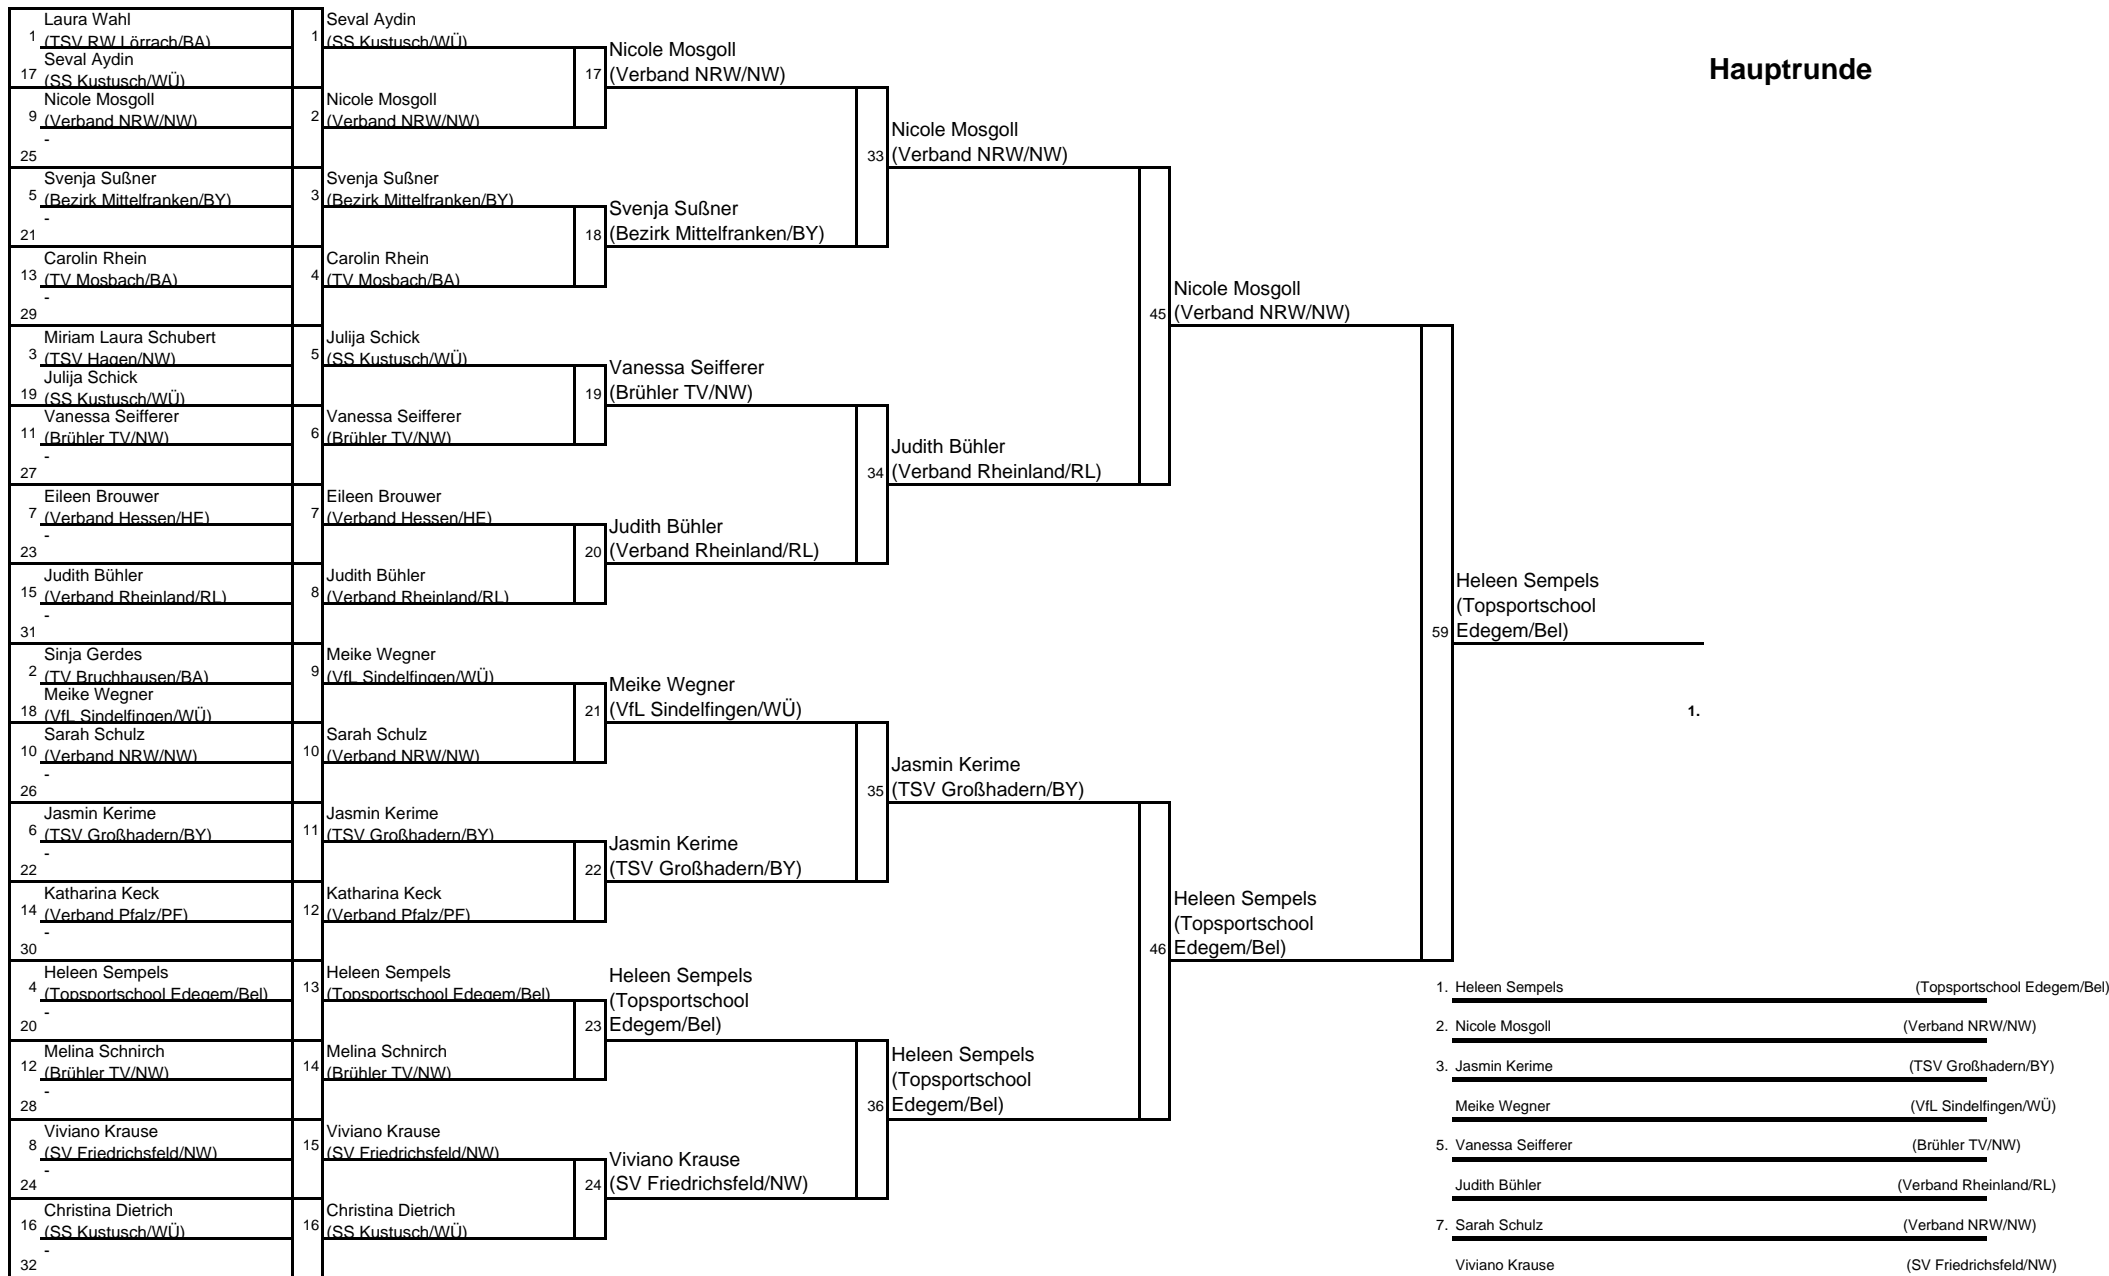 Hauptrunde
1
Laura Wahl
(TSV RW Lörrach/BA)
17
Seval Aydin
(SS Kustusch/WÜ)
9
Nicole Mosgoll
(Verband NRW/NW)
25
-
5
Svenja Sußner
(Bezirk Mittelfranken/BY)
21
-
13
Carolin Rhein
(TV Mosbach/BA)
29
-
3
Miriam Laura Schubert
(TSV Hagen/NW)
19
Julija Schick
(SS Kustusch/WÜ)
11
Vanessa Seifferer
(Brühler TV/NW)
27
-
7
Eileen Brouwer
(Verband Hessen/HE)
23
-
15
Judith Bühler
(Verband Rheinland/RL)
31
-
2
Sinja Gerdes
(TV Bruchhausen/BA)
18
Meike Wegner
(VfL Sindelfingen/WÜ)
10
Sarah Schulz
(Verband NRW/NW)
26
-
6
Jasmin Kerime
(TSV Großhadern/BY)
22
-
14
Katharina Keck
(Verband Pfalz/PF)
30
-
4
Heleen Sempels
(Topsportschool Edegem/Bel)
20
-
12
Melina Schnirch
(Brühler TV/NW)
28
-
8
Viviano Krause
(SV Friedrichsfeld/NW)
24
-
16
Christina Dietrich
(SS Kustusch/WÜ)
32
-
1
Seval Aydin
(SS Kustusch/WÜ)
2
Nicole Mosgoll
(Verband NRW/NW)
3
Svenja Sußner
(Bezirk Mittelfranken/BY)
4
Carolin Rhein
(TV Mosbach/BA)
5
Julija Schick
(SS Kustusch/WÜ)
6
Vanessa Seifferer
(Brühler TV/NW)
7
Eileen Brouwer
(Verband Hessen/HE)
8
Judith Bühler
(Verband Rheinland/RL)
9
Meike Wegner
(VfL Sindelfingen/WÜ)
10
Sarah Schulz
(Verband NRW/NW)
11
Jasmin Kerime
(TSV Großhadern/BY)
12
Katharina Keck
(Verband Pfalz/PF)
13
Heleen Sempels
(Topsportschool Edegem/Bel)
14
Melina Schnirch
(Brühler TV/NW)
15
Viviano Krause
(SV Friedrichsfeld/NW)
16
Christina Dietrich
(SS Kustusch/WÜ)
17
Nicole Mosgoll
(Verband NRW/NW)
18
Svenja Sußner
(Bezirk Mittelfranken/BY)
19
Vanessa Seifferer
(Brühler TV/NW)
20
Judith Bühler
(Verband Rheinland/RL)
21
Meike Wegner
(VfL Sindelfingen/WÜ)
22
Jasmin Kerime
(TSV Großhadern/BY)
23
Heleen Sempels
(Topsportschool
Edegem/Bel)
24
Viviano Krause
(SV Friedrichsfeld/NW)
33
Nicole Mosgoll
(Verband NRW/NW)
34
Judith Bühler
(Verband Rheinland/RL)
35
Jasmin Kerime
(TSV Großhadern/BY)
36
Heleen Sempels
(Topsportschool
Edegem/Bel)
45
Nicole Mosgoll
(Verband NRW/NW)
46
Heleen Sempels
(Topsportschool
Edegem/Bel)
59
Heleen Sempels
(Topsportschool
Edegem/Bel)
1.
1. Heleen Sempels (Topsportschool Edegem/Bel)
2. Nicole Mosgoll (Verband NRW/NW)
3. Jasmin Kerime (TSV Großhadern/BY)
Meike Wegner (VfL Sindelfingen/WÜ)
5. Vanessa Seifferer (Brühler TV/NW)
Judith Bühler (Verband Rheinland/RL)
7. Sarah Schulz (Verband NRW/NW)
Viviano Krause (SV Friedrichsfeld/NW)